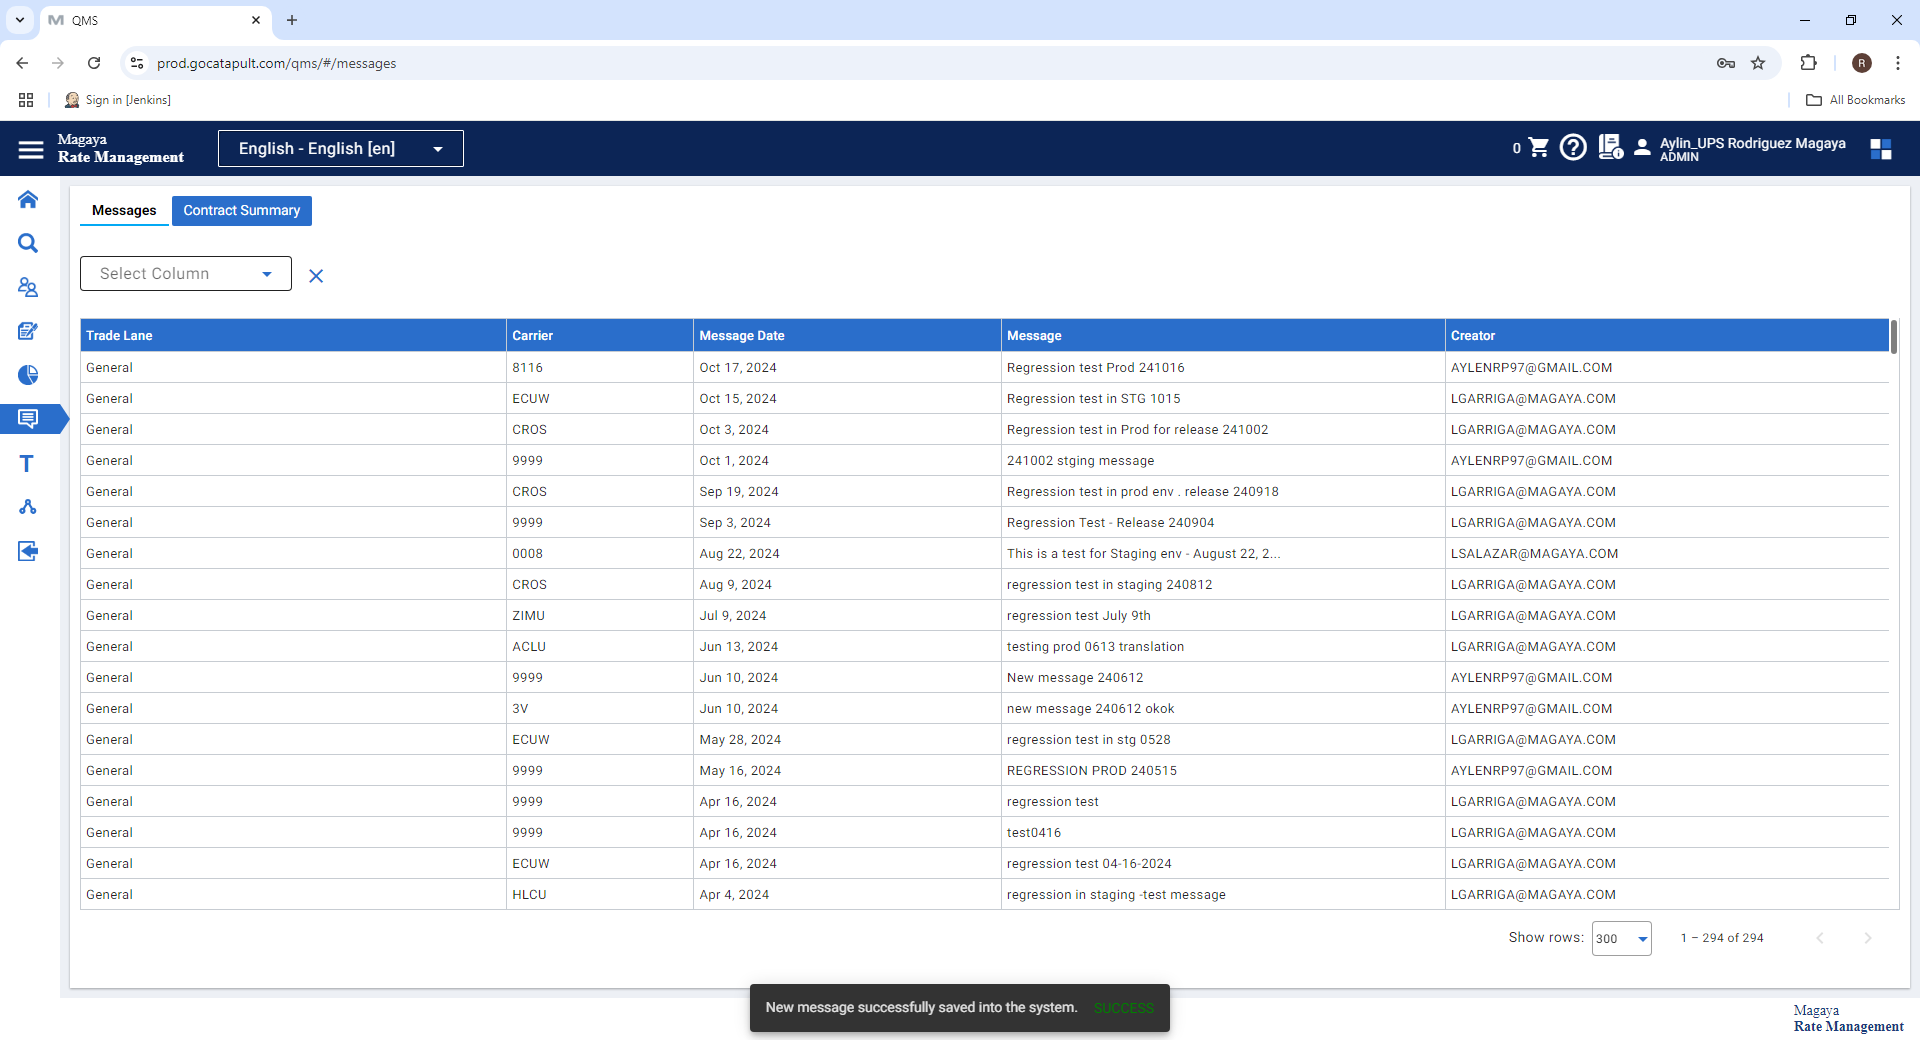 QMS
prod.gocatapult.com/qms/#/messages
R
Sign in [Jenkins]
All Bookmarks
Magaya
Rate Management
English - English [en]
0
Aylin_UPS Rodriguez Magaya
ADMIN
Messages
Contract Summary
Select Column
Trade Lane Carrier Message Date Message Creator
General 8116 Oct 17, 2024 Regression test Prod 241016 AYLENRP97@GMAIL.COM
General ECUW Oct 15, 2024 Regression test in STG 1015 LGARRIGA@MAGAYA.COM
General CROS Oct 3, 2024 Regression test in Prod for release 241002 LGARRIGA@MAGAYA.COM
General 9999 Oct 1, 2024 241002 stging message AYLENRP97@GMAIL.COM
General CROS Sep 19, 2024 Regression test in prod env . release 240918 LGARRIGA@MAGAYA.COM
General 9999 Sep 3, 2024 Regression Test - Release 240904 LGARRIGA@MAGAYA.COM
General 0008 Aug 22, 2024 This is a test for Staging env - August 22, 2... LSALAZAR@MAGAYA.COM
General CROS Aug 9, 2024 regression test in staging 240812 LGARRIGA@MAGAYA.COM
General ZIMU Jul 9, 2024 regression test July 9th LGARRIGA@MAGAYA.COM
General ACLU Jun 13, 2024 testing prod 0613 translation LGARRIGA@MAGAYA.COM
General 9999 Jun 10, 2024 New message 240612 AYLENRP97@GMAIL.COM
General 3V Jun 10, 2024 new message 240612 okok AYLENRP97@GMAIL.COM
General ECUW May 28, 2024 regression test in stg 0528 LGARRIGA@MAGAYA.COM
General 9999 May 16, 2024 REGRESSION PROD 240515 AYLENRP97@GMAIL.COM
General 9999 Apr 16, 2024 regression test LGARRIGA@MAGAYA.COM
General 9999 Apr 16, 2024 test0416 LGARRIGA@MAGAYA.COM
General ECUW Apr 16, 2024 regression test 04-16-2024 LGARRIGA@MAGAYA.COM
General HLCU Apr 4, 2024 regression in staging -test message LGARRIGA@MAGAYA.COM
Show rows: 300 1 – 294 of 294
New message successfully saved into the system. SUCCESS
Magaya
Rate Management